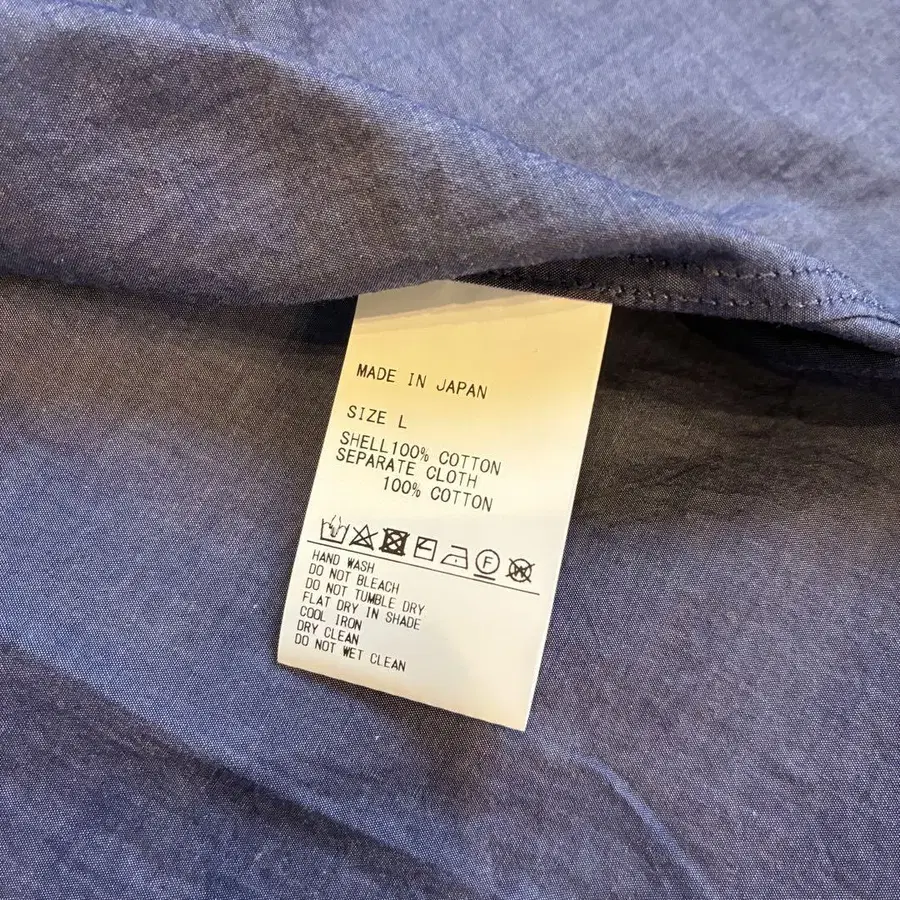 MADE IN JAPAN
SIZE L
SHELL100% COTTON
SEPARATE CLOTH
100% COTTON
F
W
HAND WASH
DO NOT BLEACH
DO NOT TUMBLE DRY
FLAT DRY IN SHADE
COOL IRON
DRY CLEAN
DO NOT WET CLEAN